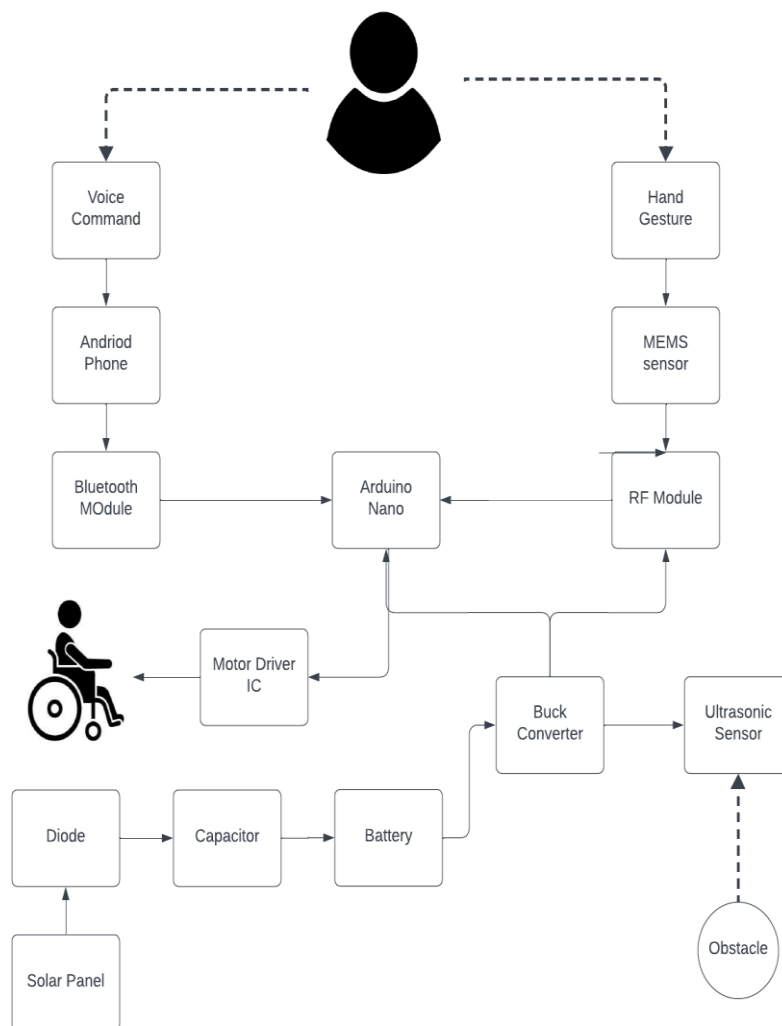 Voice
Command
Hand
Gesture
Andriod
Phone
MEMS
sensor
Bluetooth
MOdule
Arduino
Nano
RF Module
Motor Driver
IC
Buck
Converter
Ultrasonic
Sensor
Diode
Capacitor
Battery
Obstacle
Solar Panel